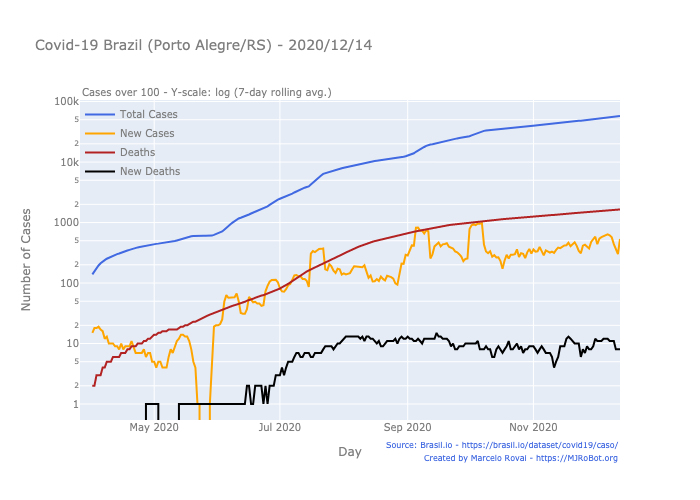 Covid-19 Brazil (Porto Alegre/RS) - 2020/12/14
Cases over 100 - Y-scale: log (7-day rolling avg.)
100k
5
2
10k
5
2
1000
5
2
100
5
2
10
5
2
1
Total Cases
New Cases
Deaths
New Deaths
Number of Cases
May 2020
Jul 2020
Sep 2020
Nov 2020
Day
Source: Brasil.io - https://brasil.io/dataset/covid19/caso/
Created by Marcelo Rovai - https://MJRoBot.org